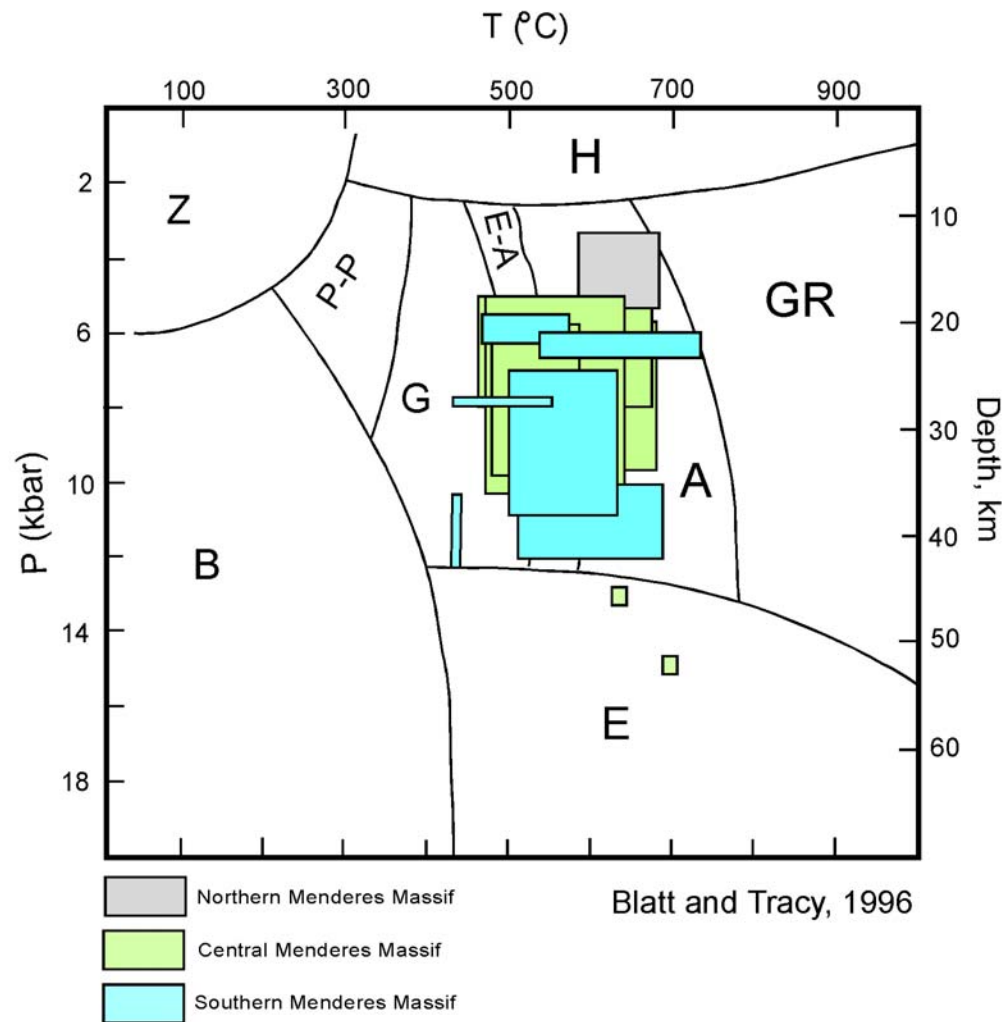 T (°C)
100 300 500 700 900
H
2
Z
10
E-A
P-P
GR
6
20
G
30
P (kbar)
Depth, km
10
A
40
B
14
50
E
60
18
Northern Menderes Massif
Blatt and Tracy, 1996
Central Menderes Massif
Southern Menderes Massif